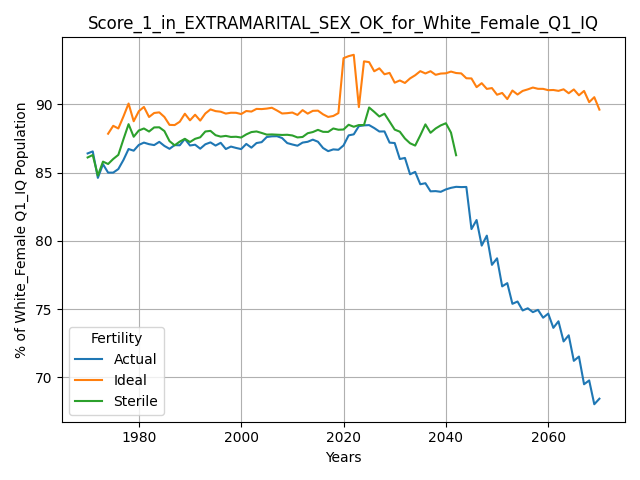 Score_1_in_EXTRAMARITAL_SEX_OK_for_White_Female_Q1_IQ
% of White_Female Q1_IQ Population
90
85
80
75
70
Fertility
Actual
Ideal
Sterile
1980 2000 2020 2040 2060
Years